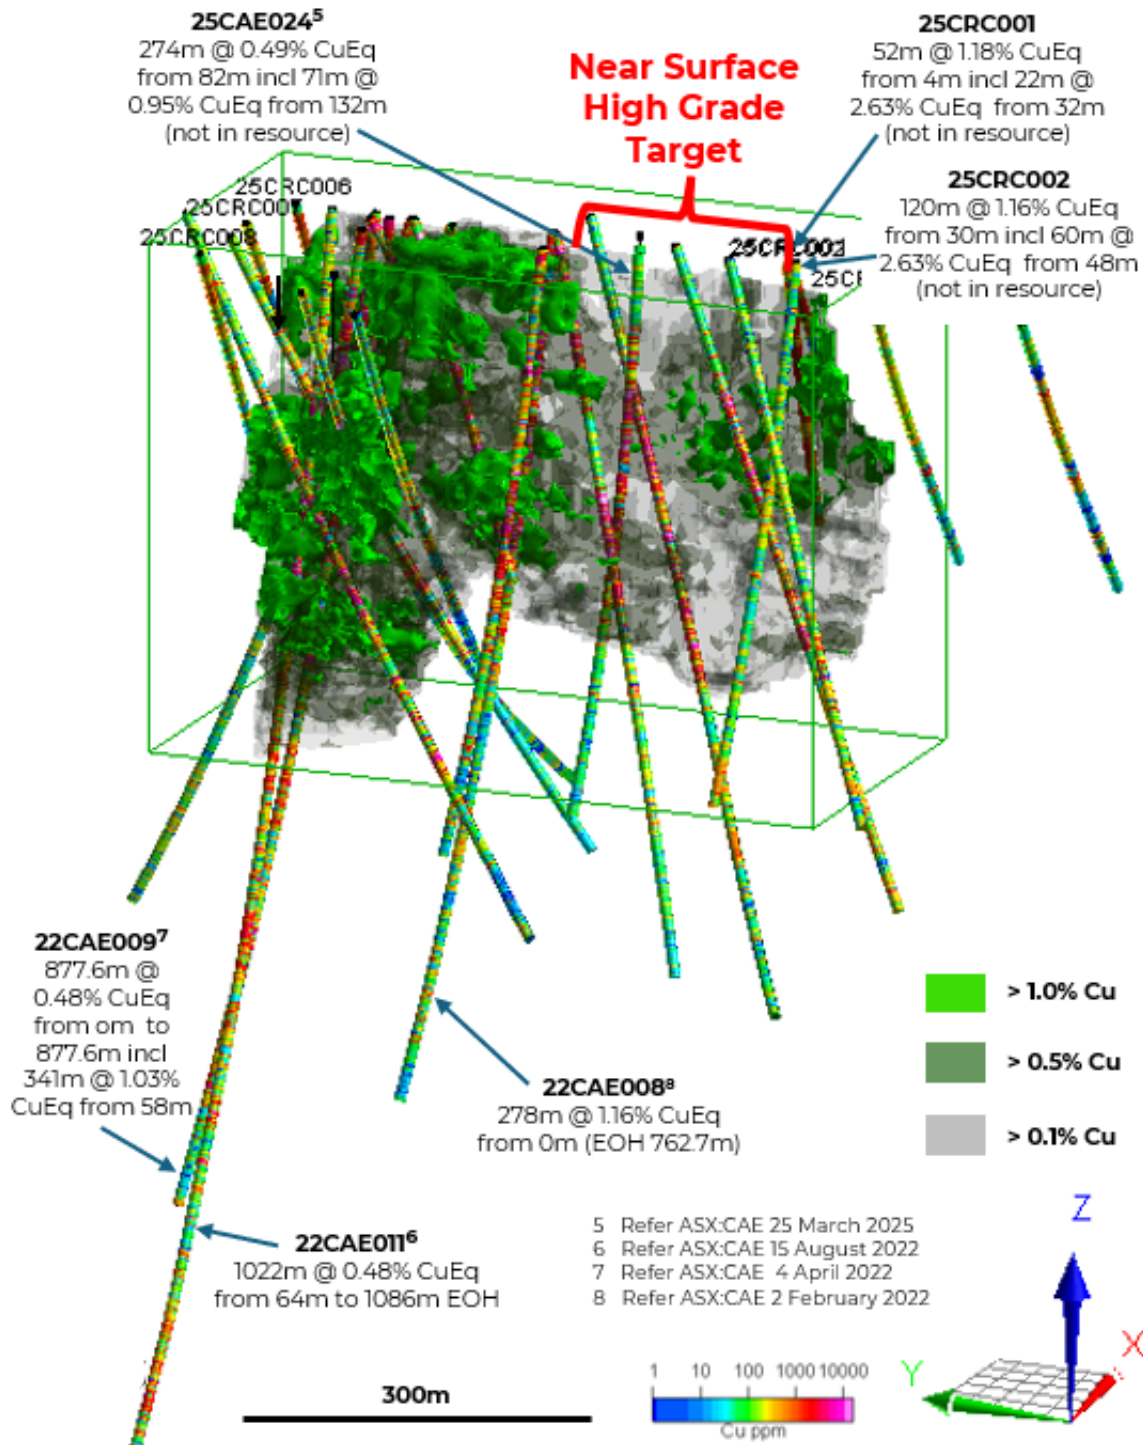 25CAE024⁵
274m @ 0.49% CuEq
from 82m incl 71m @
0.95% CuEq from 132m
(not in resource)
Near Surface
High Grade
Target
25CRC001
52m @ 1.18% CuEq
from 4m incl 22m @
2.63% CuEq from 32m
(not in resource)
25CRC002
120m @ 1.16% CuEq
from 30m incl 60m @
2.63% CuEq from 48m
(not in resource)
25CRC006
22CAE009⁷
877.6m @
0.48% CuEq
from om to
877.6m incl
341m @ 1.03%
CuEq from 58m
22CAE008⁸
278m @ 1.16% CuEq
from 0m (EOH 762.7m)
22CAE011⁶
1022m @ 0.48% CuEq
from 64m to 1086m EOH
> 1.0% Cu
> 0.5% Cu
> 0.1% Cu
5 Refer ASX:CAE 25 March 2025
6 Refer ASX:CAE 15 August 2022
7 Refer ASX:CAE 4 April 2022
8 Refer ASX:CAE 2 February 2022
300m
1 10 100 1000 10000
Cu ppm
Z
X
Y